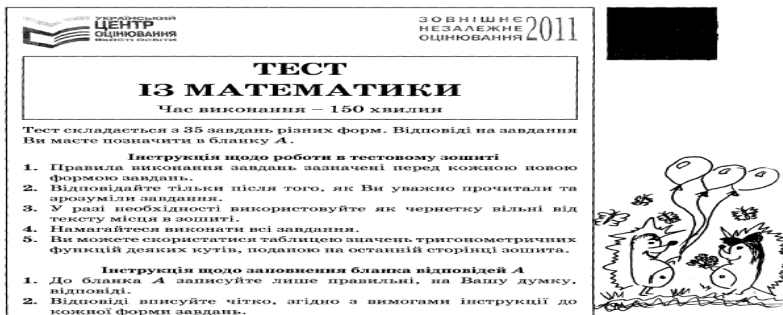 УКРАЇНСЬКИЙ
ЦЕНТР
ОЦІНЮВАННЯ
ЯКОСТІ ОСВІТИ
ЗОВНІШНЄ
НЕЗАЛЕЖНЕ
ОЦІНЮВАННЯ 2011
ТЕСТ
ІЗ МАТЕМАТИКИ
Час виконання – 150 хвилин
Тест складається з 35 завдань різних форм. Відповіді на завдання
Ви маєте позначити в бланку А.
Інструкція щодо роботи в тестовому зошиті
1. Правила виконання завдань зазначені перед кожною новою
формою завдань.
2. Відповідайте тільки після того, як Ви уважно прочитали та
зрозуміли завдання.
3. У разі необхідності використовуйте як чернетку вільні від
тексту місця в зошиті.
4. Намагайтеся виконати всі завдання.
5. Ви можете скористатися таблицею значень тригонометричних
функцій деяких кутів, поданою на останній сторінці зошита.
Інструкція щодо заповнення бланка відповідей А
1. До бланка А записуйте лише правильні, на Вашу думку,
відповіді.
2. Відповіді вписуйте чітко, згідно з вимогами інструкції до
кожної форми завдань.